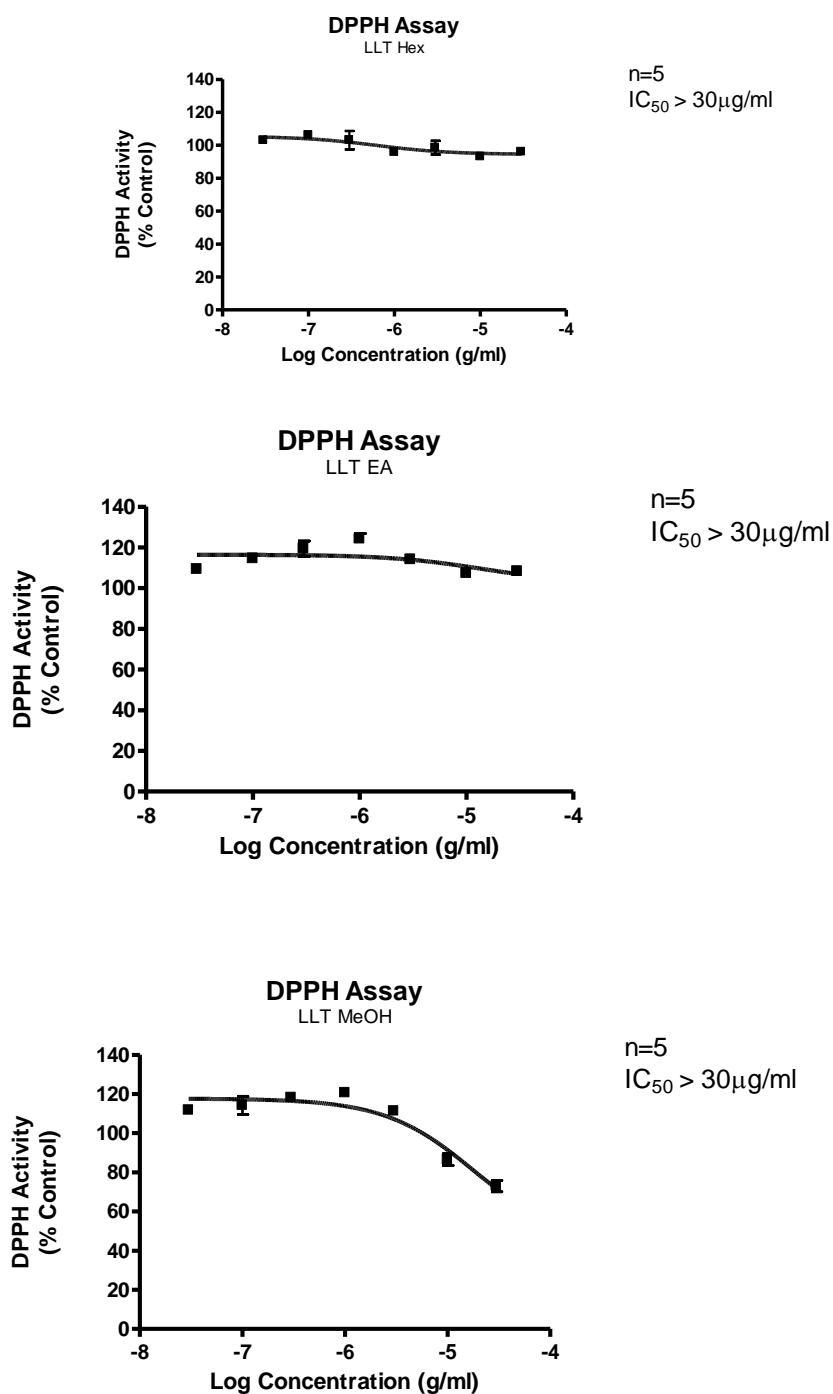 DPPH Assay
LLT Hex
n=5
IC50 > 30μg/ml
140
120
100
80
60
40
20
0
DPPH Activity
(% Control)
-8 -7 -6 -5 -4
Log Concentration (g/ml)
DPPH Assay
LLT EA
n=5
IC50 > 30μg/ml
140
120
100
80
60
40
20
0
DPPH Activity
(% Control)
-8 -7 -6 -5 -4
Log Concentration (g/ml)
DPPH Assay
LLT MeOH
n=5
IC50 > 30μg/ml
140
120
100
80
60
40
20
0
DPPH Activity
(% Control)
-8 -7 -6 -5 -4
Log Concentration (g/ml)